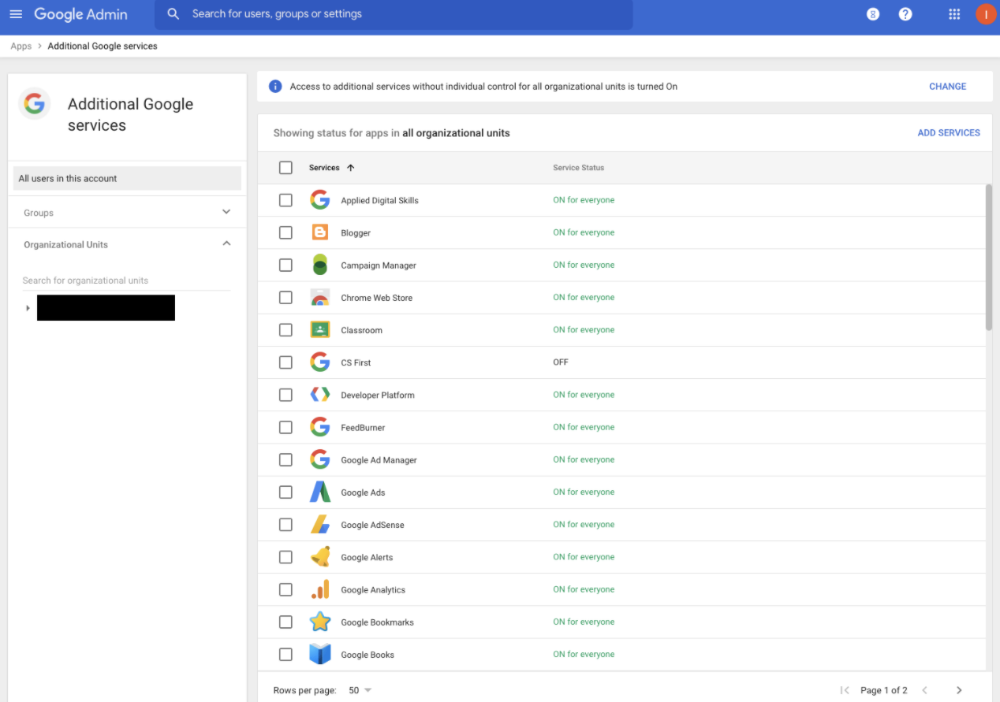 Google Admin
Search for users, groups or settings
8
?
I
Apps > Additional Google services
Additional Google
services
All users in this account
Groups
Organizational Units
Search for organizational units
i Access to additional services without individual control for all organizational units is turned On CHANGE
Showing status for apps in all organizational units ADD SERVICES
Services ↑ Service Status
Applied Digital Skills ON for everyone
Blogger ON for everyone
Campaign Manager ON for everyone
Chrome Web Store ON for everyone
Classroom ON for everyone
CS First OFF
Developer Platform ON for everyone
FeedBurner ON for everyone
Google Ad Manager ON for everyone
Google Ads ON for everyone
Google AdSense ON for everyone
Google Alerts ON for everyone
Google Analytics ON for everyone
Google Bookmarks ON for everyone
Google Books ON for everyone
Rows per page: 50 Page 1 of 2